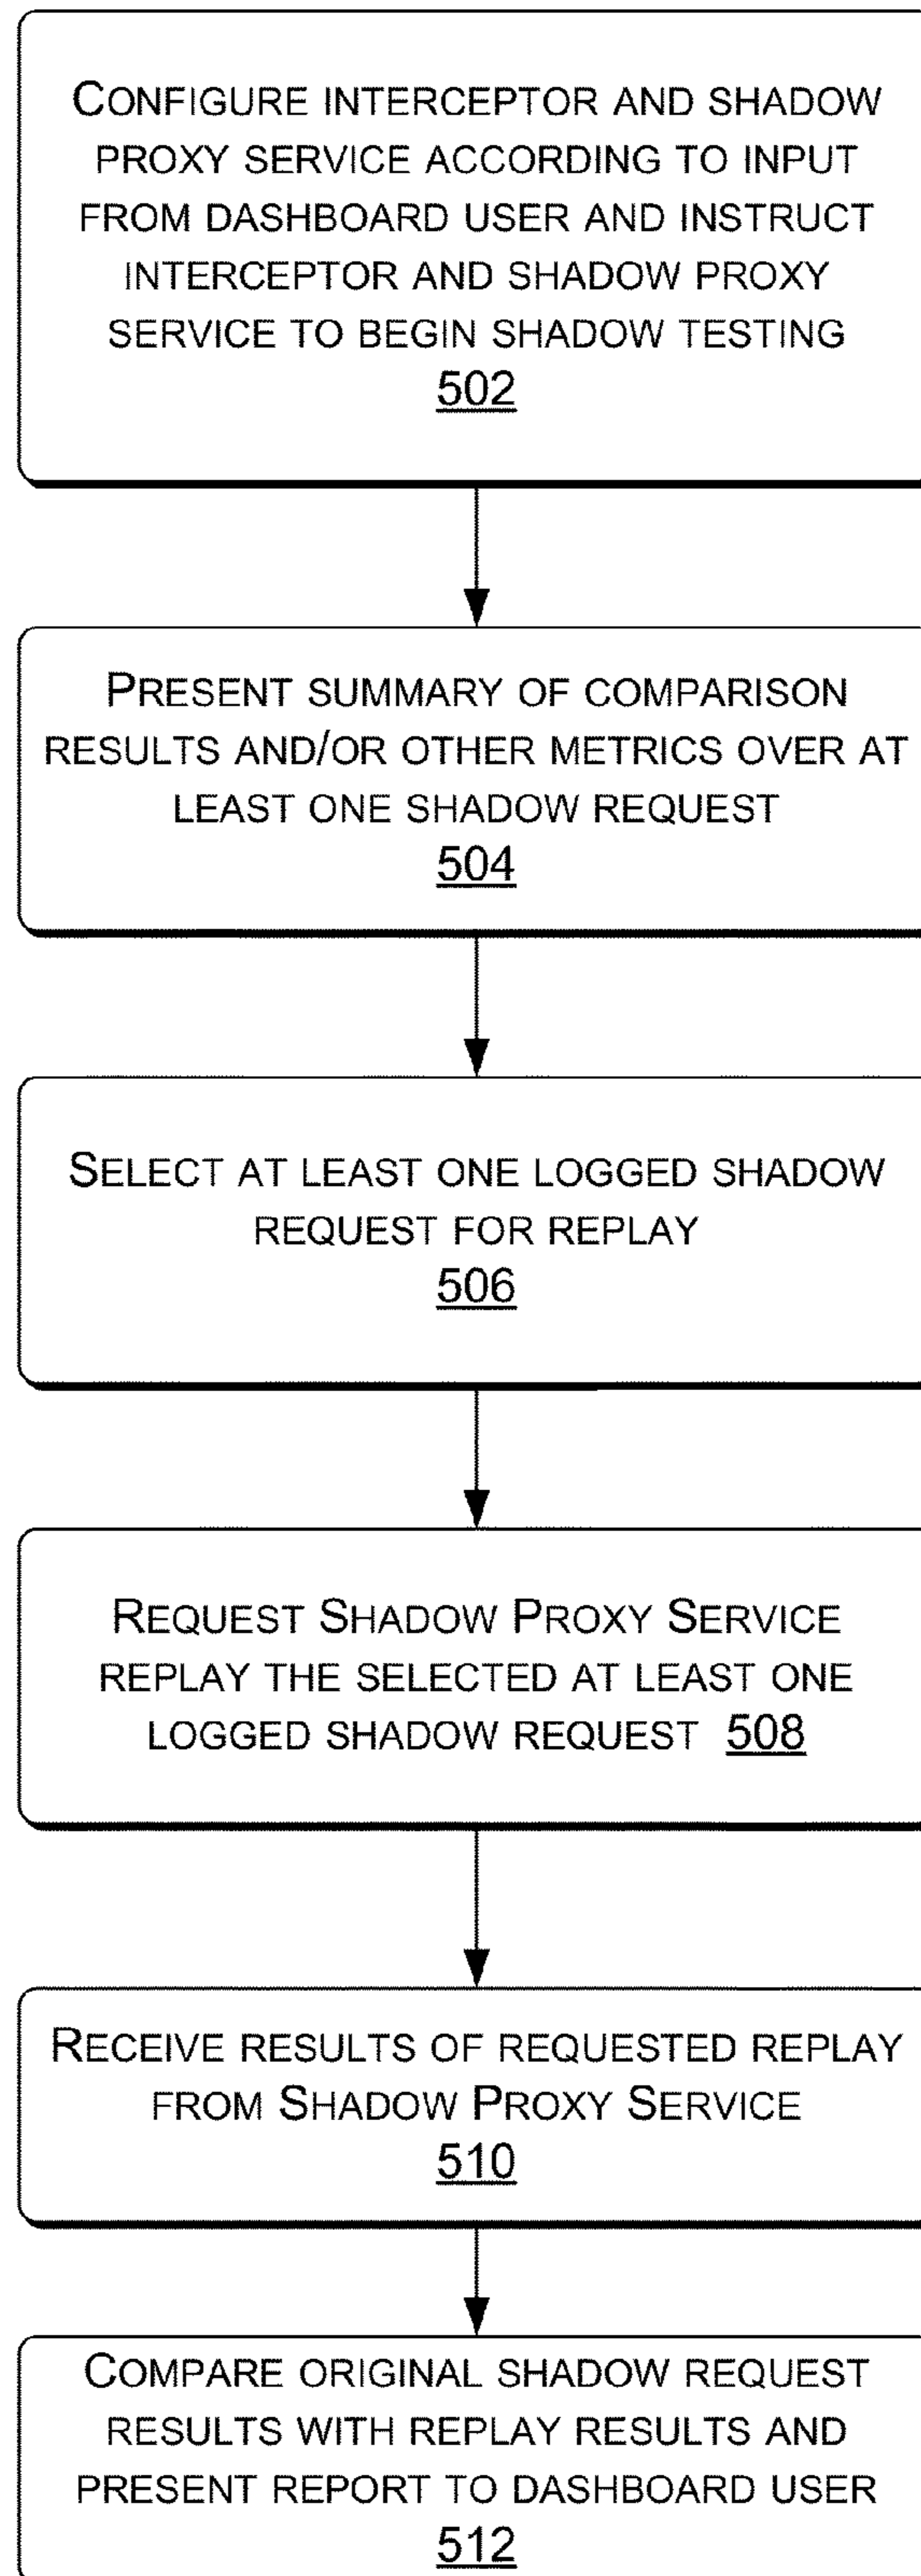 CONFIGURE INTERCEPTOR AND SHADOW
PROXY SERVICE ACCORDING TO INPUT
FROM DASHBOARD USER AND INSTRUCT
INTERCEPTOR AND SHADOW PROXY
SERVICE TO BEGIN SHADOW TESTING
502
PRESENT SUMMARY OF COMPARISON
RESULTS AND/OR OTHER METRICS OVER AT
LEAST ONE SHADOW REQUEST
504
SELECT AT LEAST ONE LOGGED SHADOW
REQUEST FOR REPLAY
506
REQUEST SHADOW PROXY SERVICE
REPLAY THE SELECTED AT LEAST ONE
LOGGED SHADOW REQUEST 508
RECEIVE RESULTS OF REQUESTED REPLAY
FROM SHADOW PROXY SERVICE
510
COMPARE ORIGINAL SHADOW REQUEST
RESULTS WITH REPLAY RESULTS AND
PRESENT REPORT TO DASHBOARD USER
512